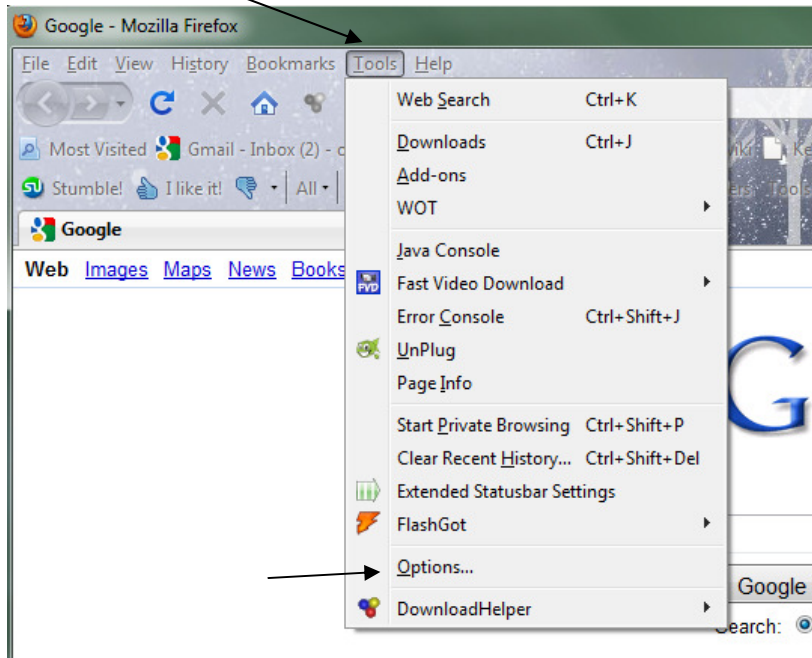 Google - Mozilla Firefox
File Edit View History Bookmarks Tools Help
Web Search Ctrl+K
Most Visited Gmail - Inbox (2) - c
Downloads Ctrl+J
Add-ons
Stumble! I like it! All
WOT
Google
Java Console
Web Images Maps News Books
FVD Fast Video Download
Error Console Ctrl+Shift+J
UnPlug
Page Info
G
Start Private Browsing Ctrl+Shift+P
Clear Recent History... Ctrl+Shift+Del
Extended Statusbar Settings
FlashGot
Options...
Google
DownloadHelper
Search: